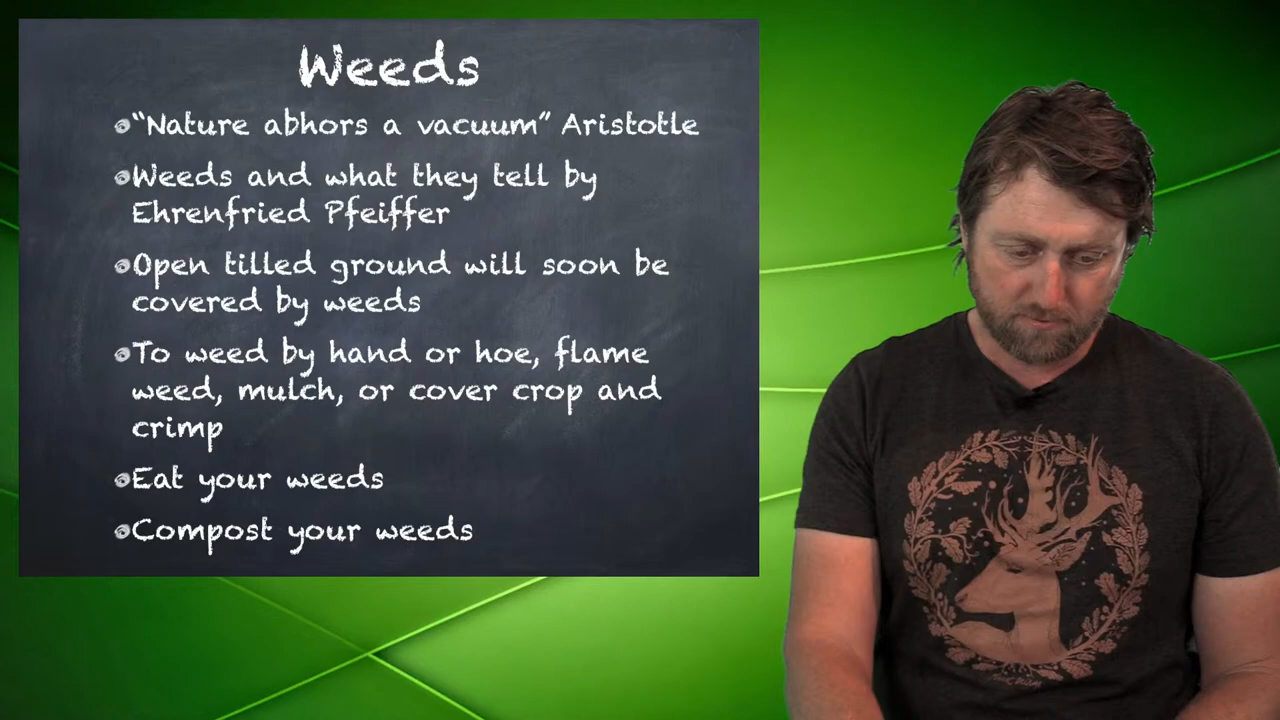 Weeds
"Nature abhors a vacuum" Aristotle
Weeds and what they tell by
Ehrenfried Pfeiffer
Open tilled ground will soon be
covered by weeds
To weed by hand or hoe, flame
weed, mulch, or cover crop and
crimp
Eat your weeds
Compost your weeds